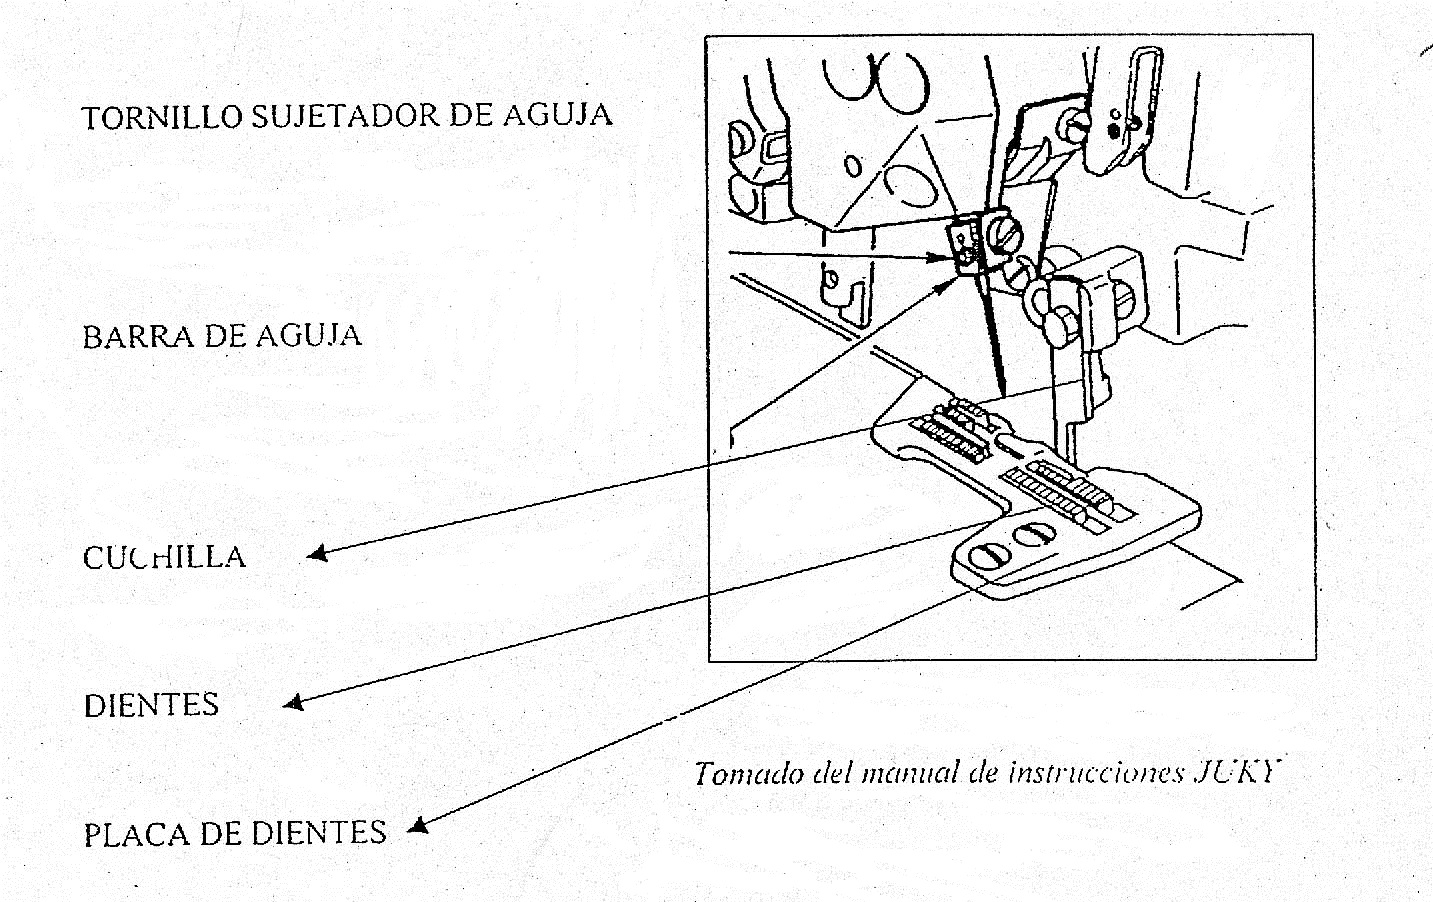 TORNILLO SUJETADOR DE AGUJA
BARRA DE AGUJA
CUCHILLA
DIENTES
PLACA DE DIENTES
Tomado del manual de instrucciones JUKY